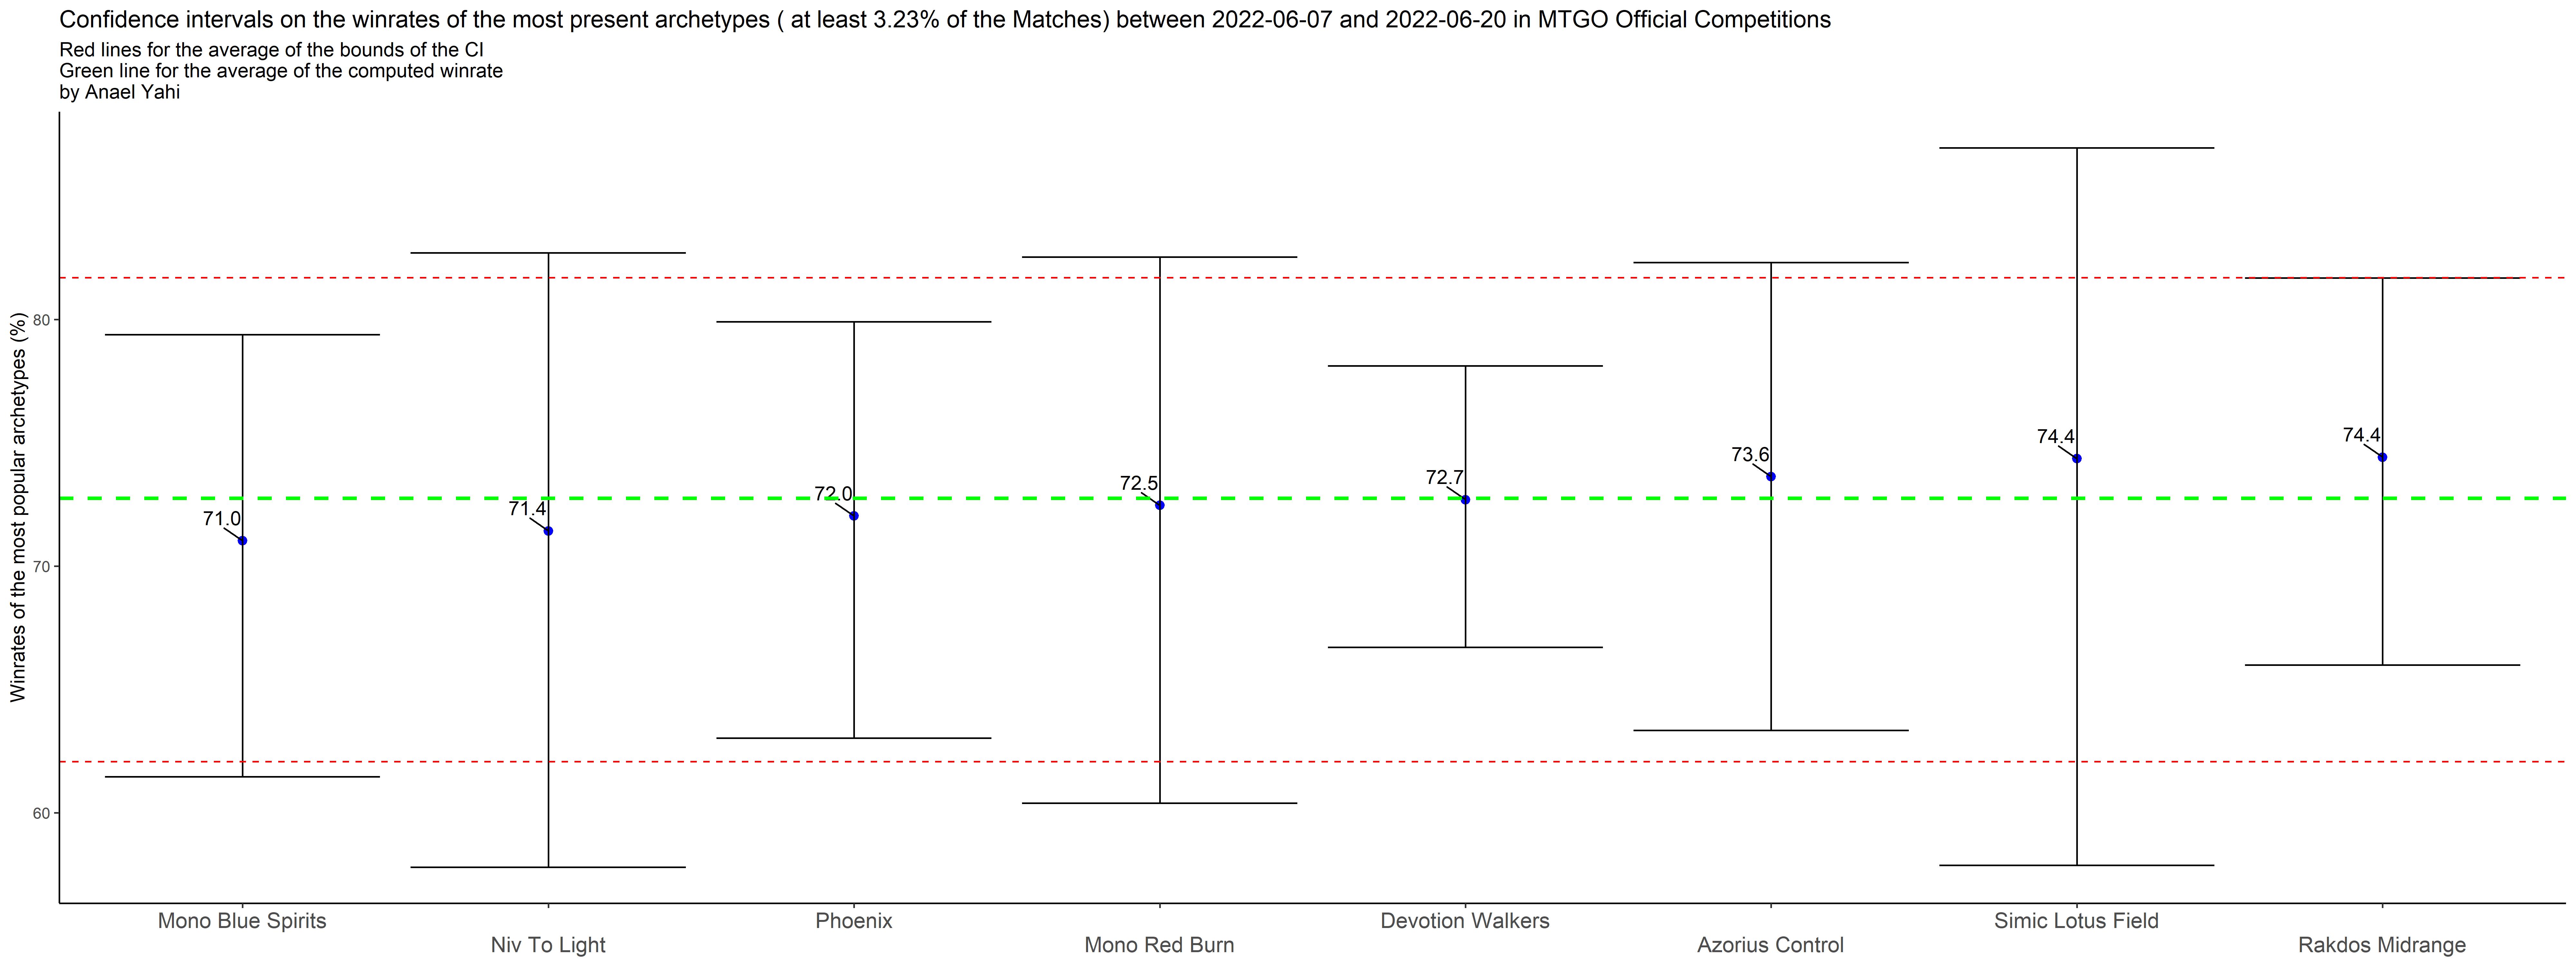 Confidence intervals on the winrates of the most present archetypes ( at least 3.23% of the Matches) between 2022-06-07 and 2022-06-20 in MTGO Official Competitions
Red lines for the average of the bounds of the CI
Green line for the average of the computed winrate
by Anael Yahi
Winrates of the most popular archetypes (%)
80
70
60
71.0
71.4
72.0
72.5
72.7
73.6
74.4
74.4
Mono Blue Spirits
Niv To Light
Phoenix
Mono Red Burn
Devotion Walkers
Azorius Control
Simic Lotus Field
Rakdos Midrange